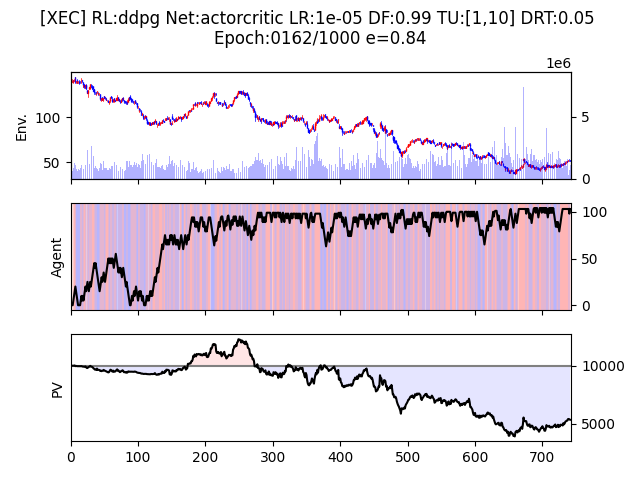 [XEC] RL:ddpg Net:actorcritic LR:1e-05 DF:0.99 TU:[1,10] DRT:0.05
Epoch:0162/1000 e=0.84
1e6
Env.
100
50
5
0
Agent
100
50
0
PV
10000
5000
0 100 200 300 400 500 600 700